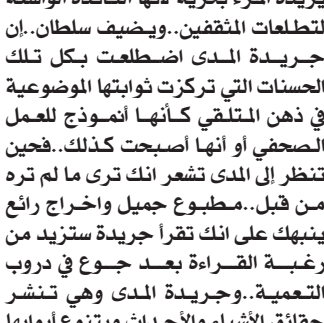 لتطلعات المثقفين..ويضيف سلطان..إن
جريدة المدى اضطلعت بكل تلك
الحسنات التي تركزت ثوابتها الموضوعية
في ذهن المتلقي كأنها أنموذج للعمل
الصحفي أو أنها أصبحت كذلك..فحين
تنظر إلى المدى تشعر انك ترى ما لم تره
من قبل..مطبوع جميل واخراج رائع
ينبهك على انك تقرأ جريدة ستزيد من
رغبة القراءة بعد جوع في دروب
التعمية..وجريدة المدى وهي تنشر
حقائق الأشياء والأحداث